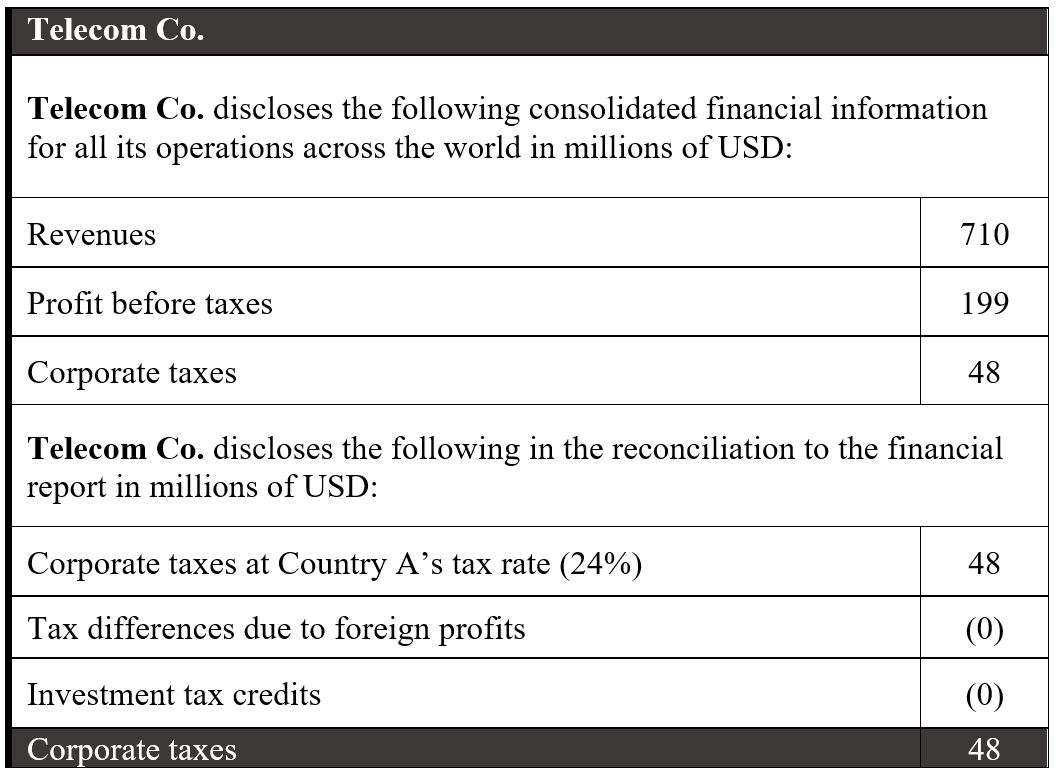 Telecom Co.
Telecom Co. discloses the following consolidated financial information
for all its operations across the world in millions of USD:
Revenues 710
Profit before taxes 199
Corporate taxes 48
Telecom Co. discloses the following in the reconciliation to the financial
report in millions of USD:
Corporate taxes at Country A’s tax rate (24%) 48
Tax differences due to foreign profits (0)
Investment tax credits (0)
Corporate taxes 48